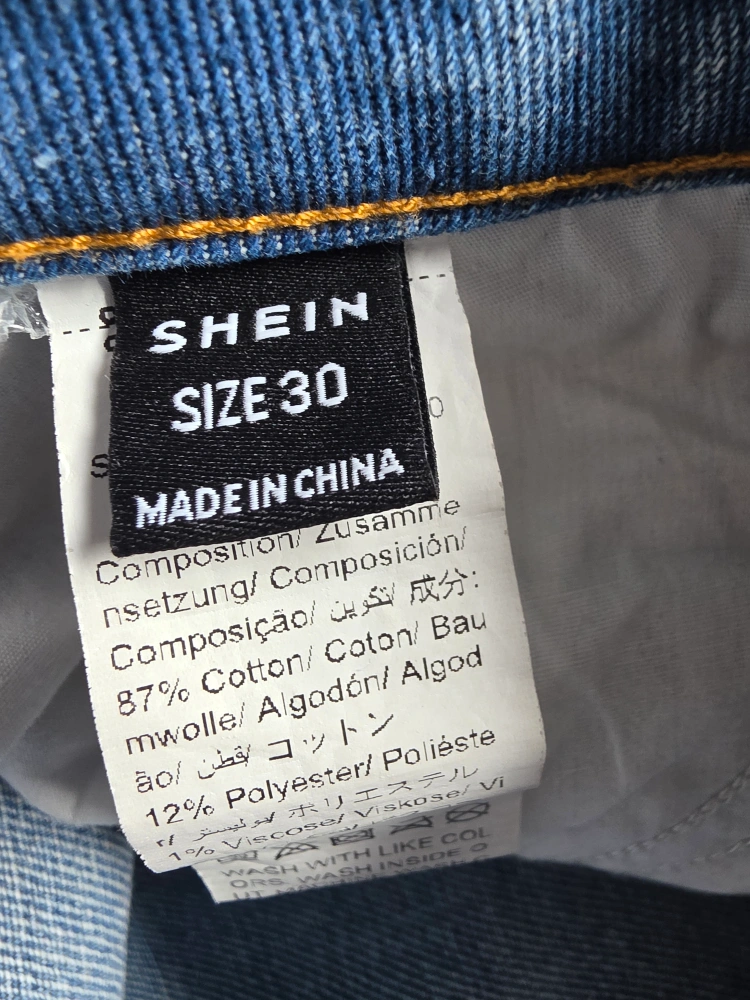 SHEIN
SIZE 30
MADE IN CHINA
Composition/ Zusamme
nsetzung/ Composición/
Composição/ تكوين/ 成分:
87% Cotton/ Coton/ Bau
mwolle/ Algodón/ Algod
ão/ قطن/ コットン
12% Polyester/ Poliéste
r/ بوليستر/ ポリエステル
1% Viscose/ Viskose/ Vi
WASH WITH LIKE COL
ORS. WASH INSIDE O